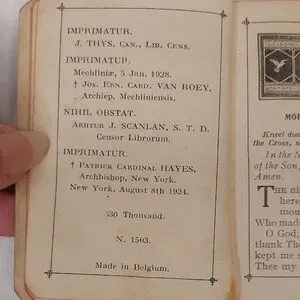 IMPRIMATUR.
J. THYS, CAN., LIB. CENS.
IMPRIMATUR.
Mechliniæ, 5 Jan. 1928.
† JOS. ERN. CARD. VAN ROEY,
Archiep. Mechliniensis.
NIHIL OBSTAT.
ARHTUR J. SCANLAN, S. T. D.
Censor Librorum.
IMPRIMATUR.
† PATRICK CARDINAL HAYES,
Archbishop, New York.
New York, August 8th 1924.
530 Thousand.
N. 1503.
Made in Belgium.
MOR
Kneel do
the Cross, s
In the N
of the Son,
Amen.
THE ni
here
mou
Who made
O God,
thank The
kept me s
Thee my